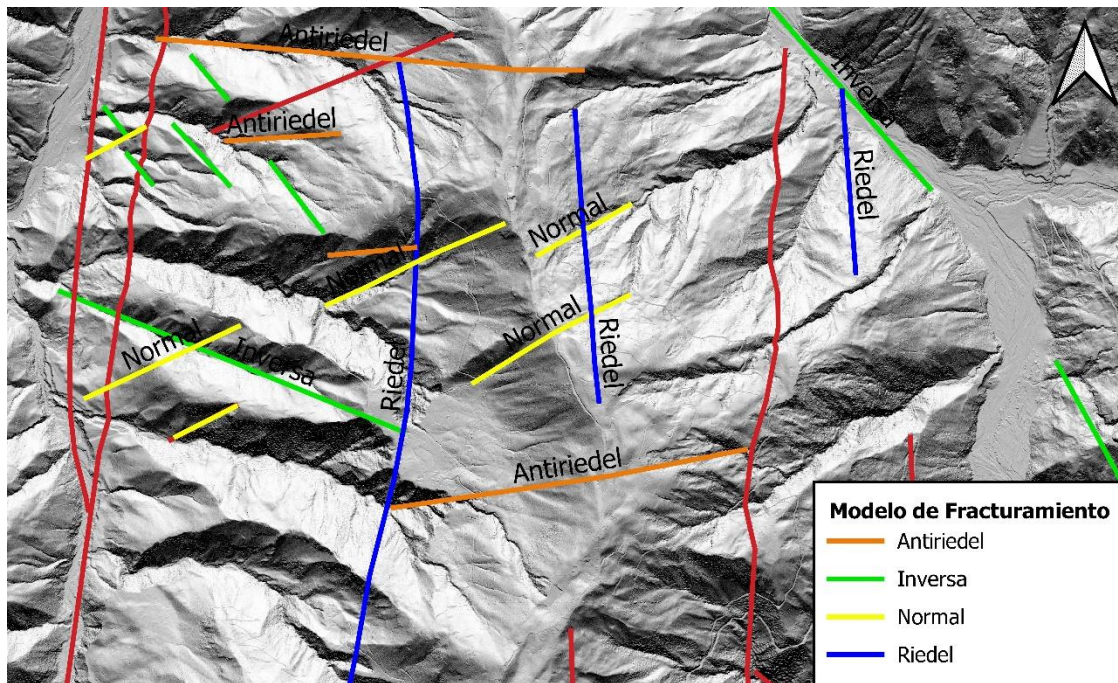 Antiriedel
Inversa
Antiriedel
Riedel
Normal
Normal
Normal
Normal
Inversa
Riedel
Riedel
Antiriedel
Modelo de Fracturamiento
Antiriedel
Inversa
Normal
Riedel